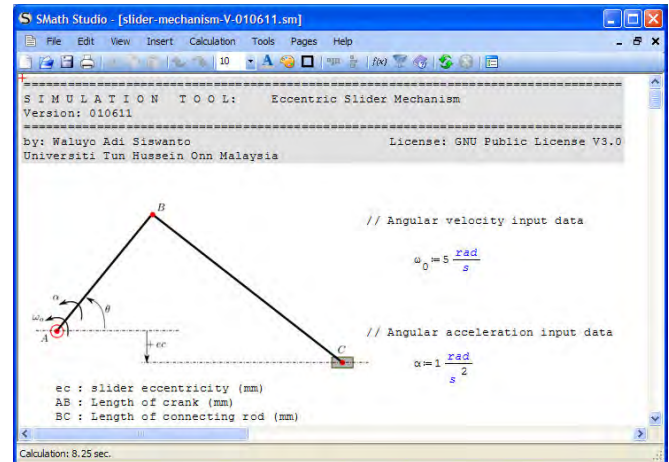 SMath Studio - [slider-mechanism-V-010611.sm]
File Edit View Insert Calculation Tools Pages Help
10 A f(x)
S I M U L A T I O N   T O O L:   Eccentric Slider Mechanism
Version: 010611
by: Waluyo Adi Siswanto   License: GNU Public License V3.0
Universiti Tun Hussein Onn Malaysia
B
// Angular velocity input data
ω₀ = 5 rad/s
α
θ
ωₒ
A
+ ec
C
// Angular acceleration input data
α = 1 rad/s²
ec : slider eccentricity (mm)
AB : Length of crank (mm)
BC : Length of connecting rod (mm)
Calculation: 8.25 sec.